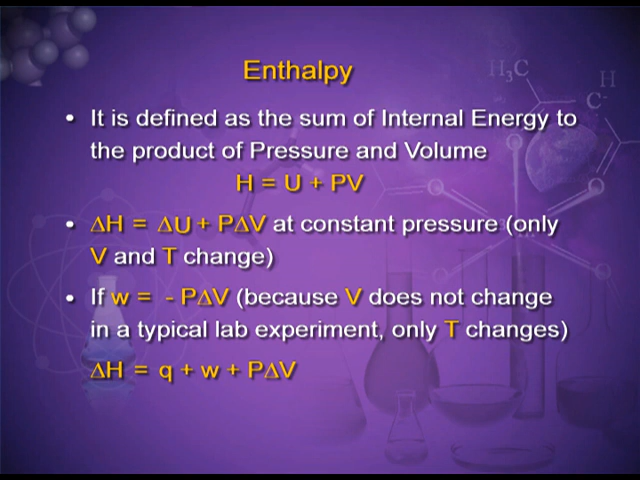 H₃C
H
C
Enthalpy
• It is defined as the sum of Internal Energy to
the product of Pressure and Volume
H = U + PV
• ΔH = ΔU + PΔV at constant pressure (only
V and T change)
• If w = - PΔV (because V does not change
in a typical lab experiment, only T changes)
ΔH = q + w + PΔV